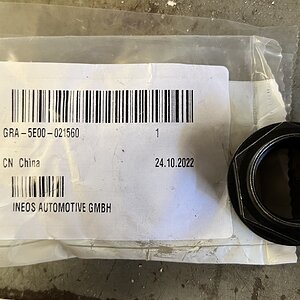 GRA-5E00-021560 1
CN China 24.10.2022
INEOS AUTOMOTIVE GMBH